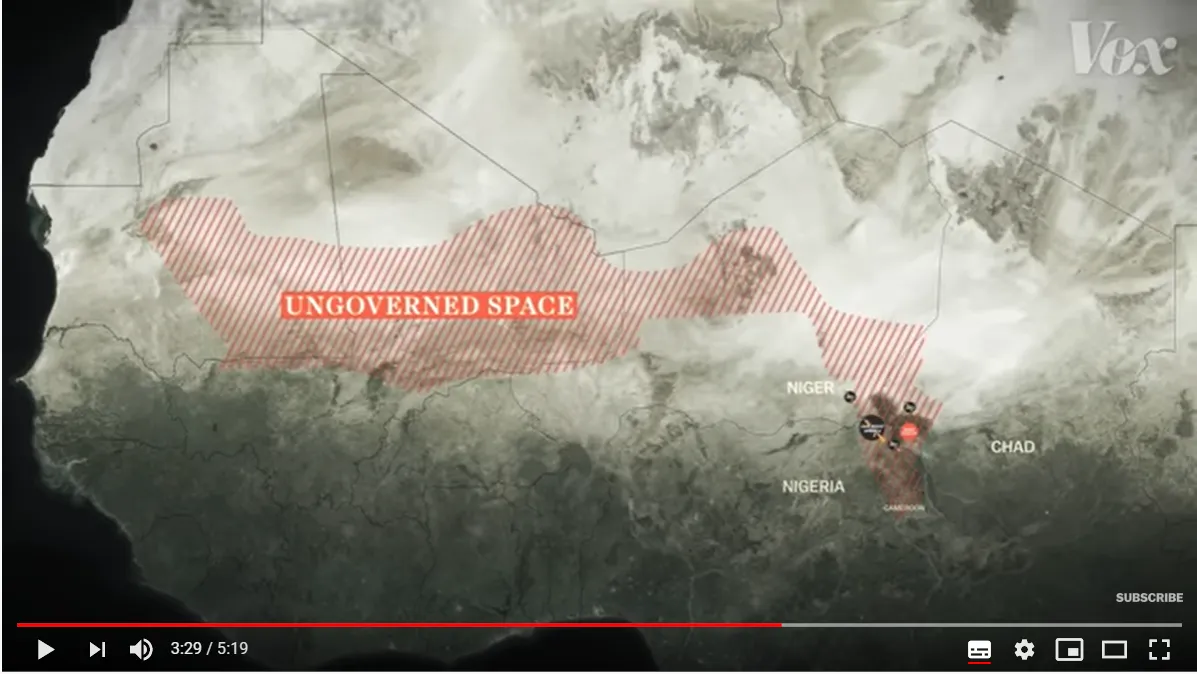 Vox
UNGOVERNED SPACE
NIGER
CHAD
NIGERIA
CAMEROON
SUBSCRIBE
3:29 / 5:19